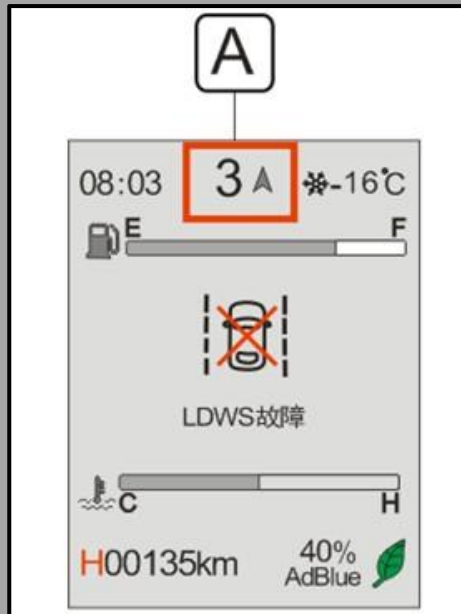 A
08:03 3 -16℃
E F
LDWS故障
C H
H00135km 40%
AdBlue